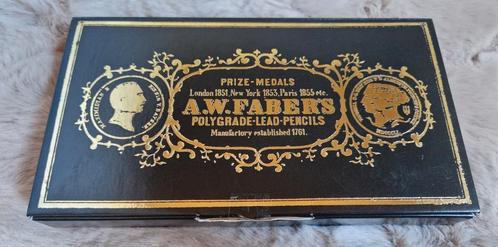 PRIZE-MEDALS
London 1851, New York 1853, Paris 1855 etc.
A.W. FABER'S
POLYGRADE-LEAD-PENCILS
Manufactory established 1761.